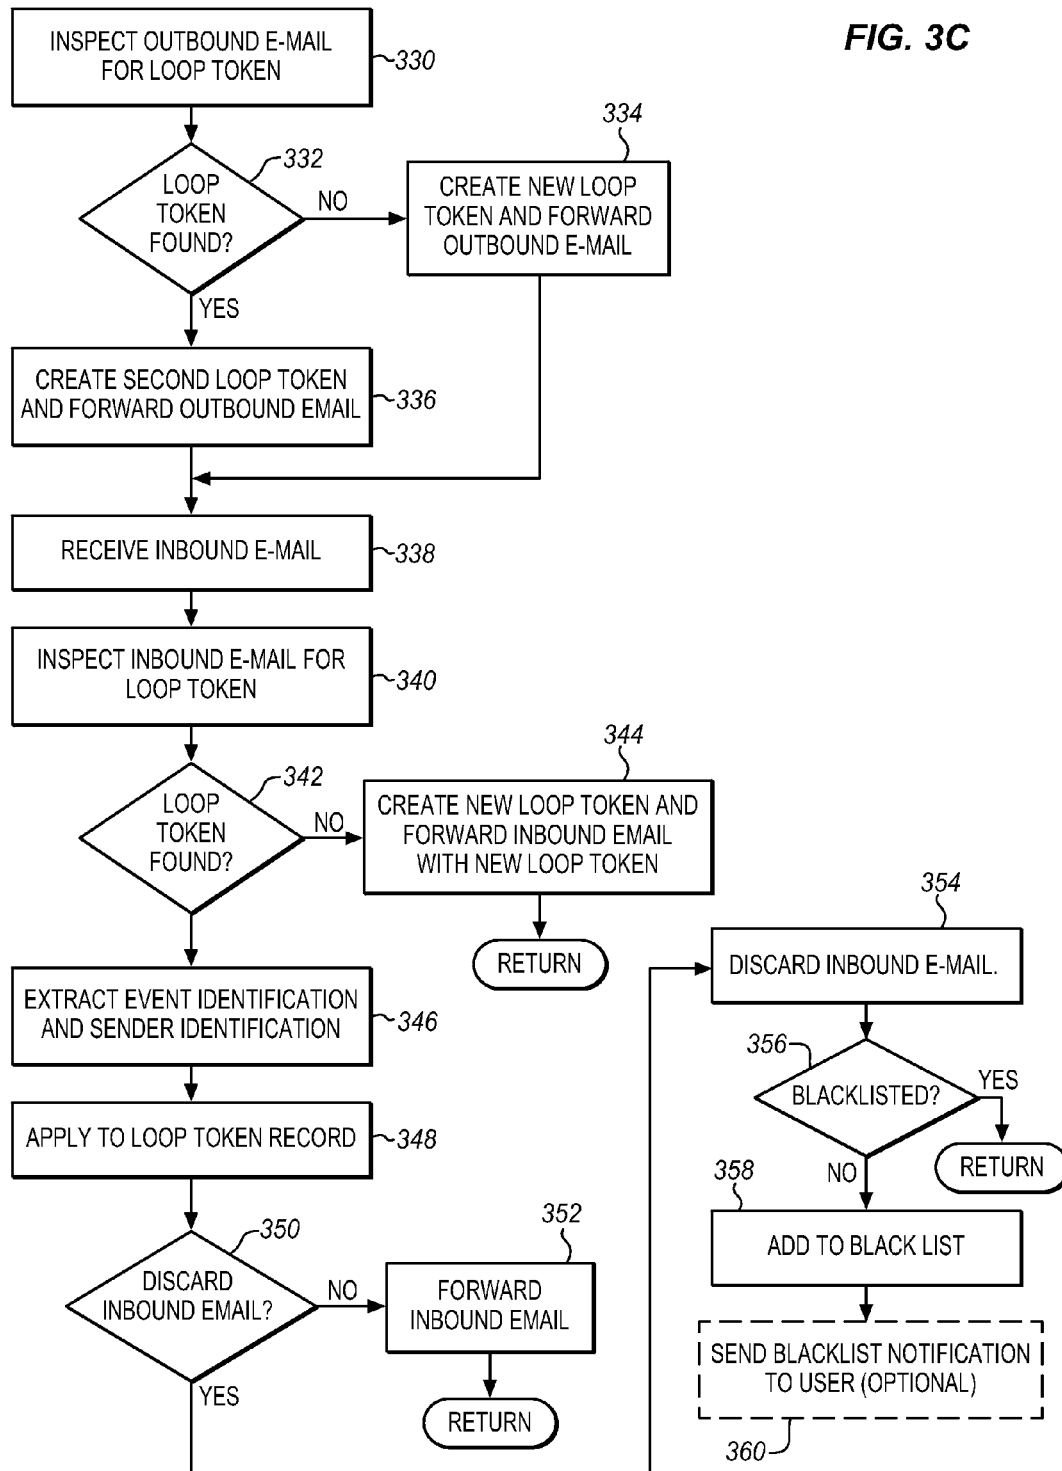 FIG. 3C
INSPECT OUTBOUND E-MAIL
FOR LOOP TOKEN
330
332
LOOP
TOKEN
FOUND?
NO
334
CREATE NEW LOOP
TOKEN AND FORWARD
OUTBOUND E-MAIL
YES
CREATE SECOND LOOP TOKEN
AND FORWARD OUTBOUND EMAIL
336
RECEIVE INBOUND E-MAIL
338
INSPECT INBOUND E-MAIL FOR
LOOP TOKEN
340
342
LOOP
TOKEN
FOUND?
NO
344
CREATE NEW LOOP TOKEN AND
FORWARD INBOUND EMAIL
WITH NEW LOOP TOKEN
RETURN
EXTRACT EVENT IDENTIFICATION
AND SENDER IDENTIFICATION
346
APPLY TO LOOP TOKEN RECORD
348
350
DISCARD
INBOUND EMAIL?
NO
352
FORWARD
INBOUND EMAIL
RETURN
YES
354
DISCARD INBOUND E-MAIL.
356
BLACKLISTED?
YES
RETURN
NO
358
ADD TO BLACK LIST
SEND BLACKLIST NOTIFICATION
TO USER (OPTIONAL)
360